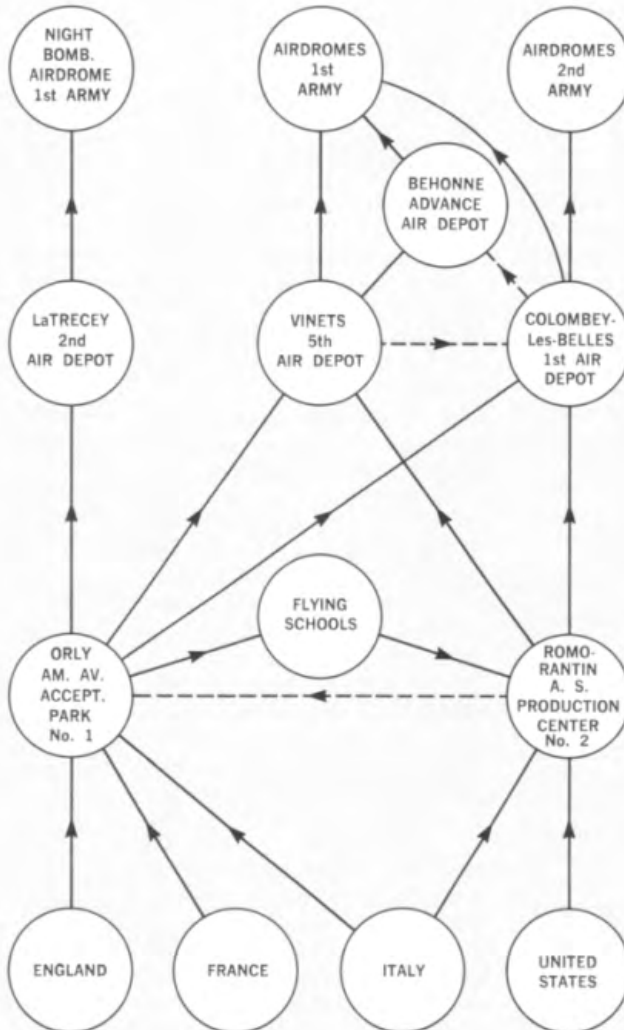 NIGHT
BOMB.
AIRDROME
1st ARMY
AIRDROMES
1st
ARMY
AIRDROMES
2nd
ARMY
BEHONNE
ADVANCE
AIR DEPOT
LaTRECEY
2nd
AIR DEPOT
VINETS
5th
AIR DEPOT
COLOMBEY-
Les-BELLES
1st AIR
DEPOT
FLYING
SCHOOLS
ORLY
AM. AV.
ACCEPT.
PARK
No. 1
ROMO-
RANTIN
A. S.
PRODUCTION
CENTER
No. 2
ENGLAND
FRANCE
ITALY
UNITED
STATES